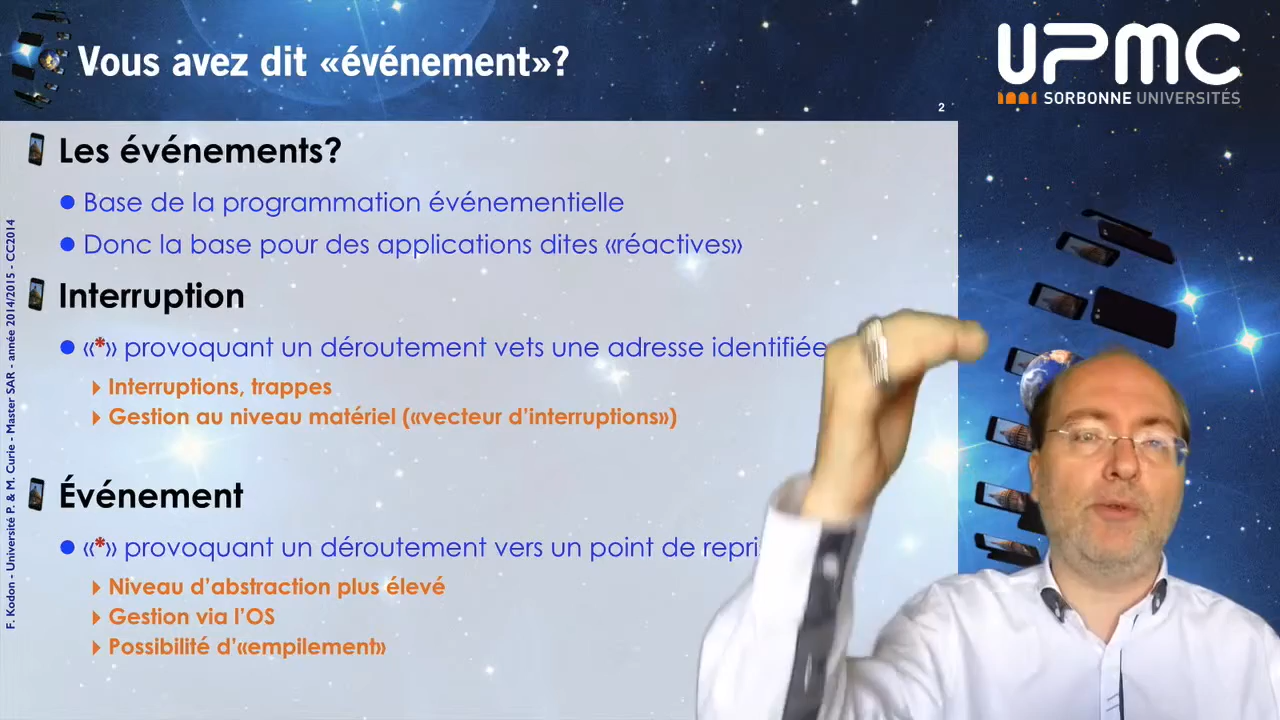 Vous avez dit «événement»?
UPMC
SORBONNE UNIVERSITÉS
2
Les événements?
Base de la programmation événementielle
Donc la base pour des applications dites «réactives»
Interruption
«*» provoquant un déroutement vets une adresse identifiée
Interruptions, trappes
Gestion au niveau matériel («vecteur d'interruptions»)
Événement
«*» provoquant un déroutement vers un point de
Niveau d'abstraction plus élevé
Gestion via l'OS
Possibilité d'«empilement»
F. Kodon - Université P. & M. Curie - Master SAR - année 2014/2015 - CC2014